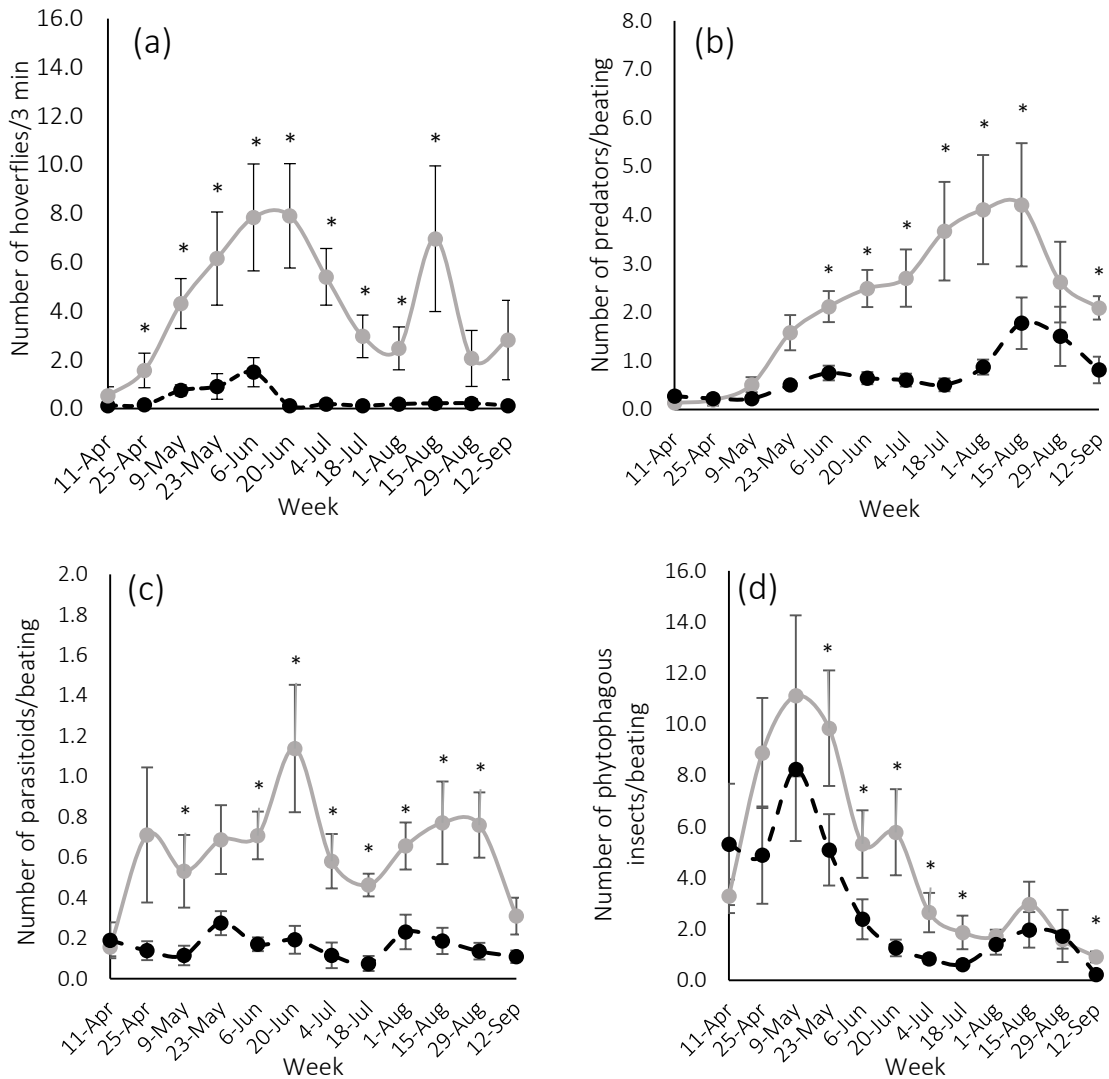 (a)
Number of hoverflies/3 min
16.0
14.0
12.0
10.0
8.0
6.0
4.0
2.0
0.0
* * * * * * * * *
11-Apr
25-Apr
9-May
23-May
6-Jun
20-Jun
4-Jul
18-Jul
1-Aug
15-Aug
29-Aug
12-Sep
Week
(b)
Number of predators/beating
8.0
7.0
6.0
5.0
4.0
3.0
2.0
1.0
0.0
* * * * * * *
11-Apr
25-Apr
9-May
23-May
6-Jun
20-Jun
4-Jul
18-Jul
1-Aug
15-Aug
29-Aug
12-Sep
Week
(c)
Number of parasitoids/beating
2.0
1.8
1.6
1.4
1.2
1.0
0.8
0.6
0.4
0.2
0.0
* * * * * * * *
11-Apr
25-Apr
9-May
23-May
6-Jun
20-Jun
4-Jul
18-Jul
1-Aug
15-Aug
29-Aug
12-Sep
Week
(d)
Number of phytophagous
insects/beating
16.0
14.0
12.0
10.0
8.0
6.0
4.0
2.0
0.0
* * * * * *
11-Apr
25-Apr
9-May
23-May
6-Jun
20-Jun
4-Jul
18-Jul
1-Aug
15-Aug
29-Aug
12-Sep
Week